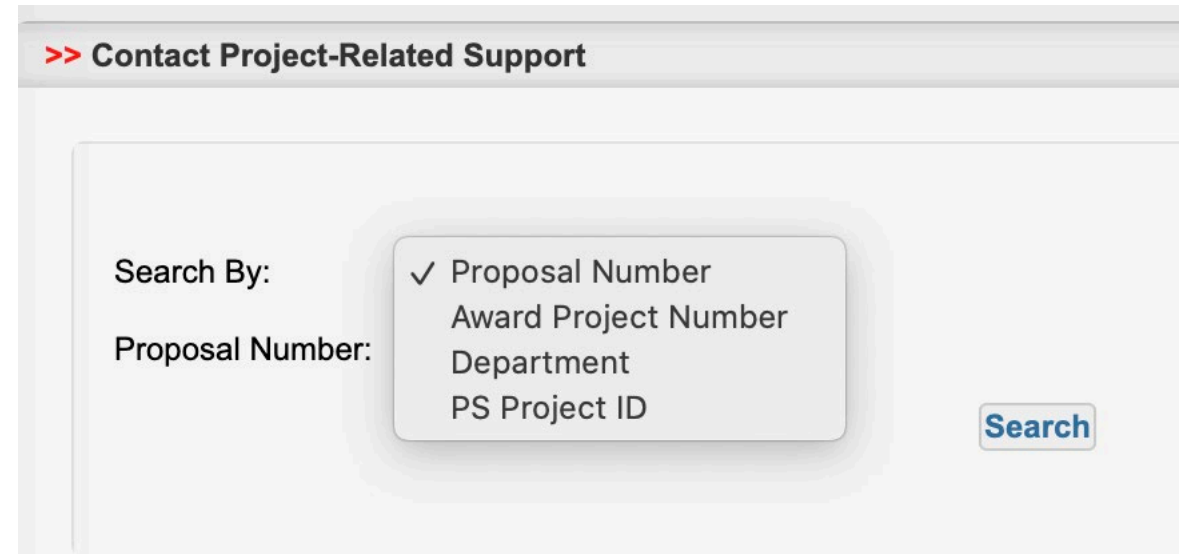 >> Contact Project-Related Support
Search By:
✓ Proposal Number
Award Project Number
Proposal Number:
Department
PS Project ID
Search